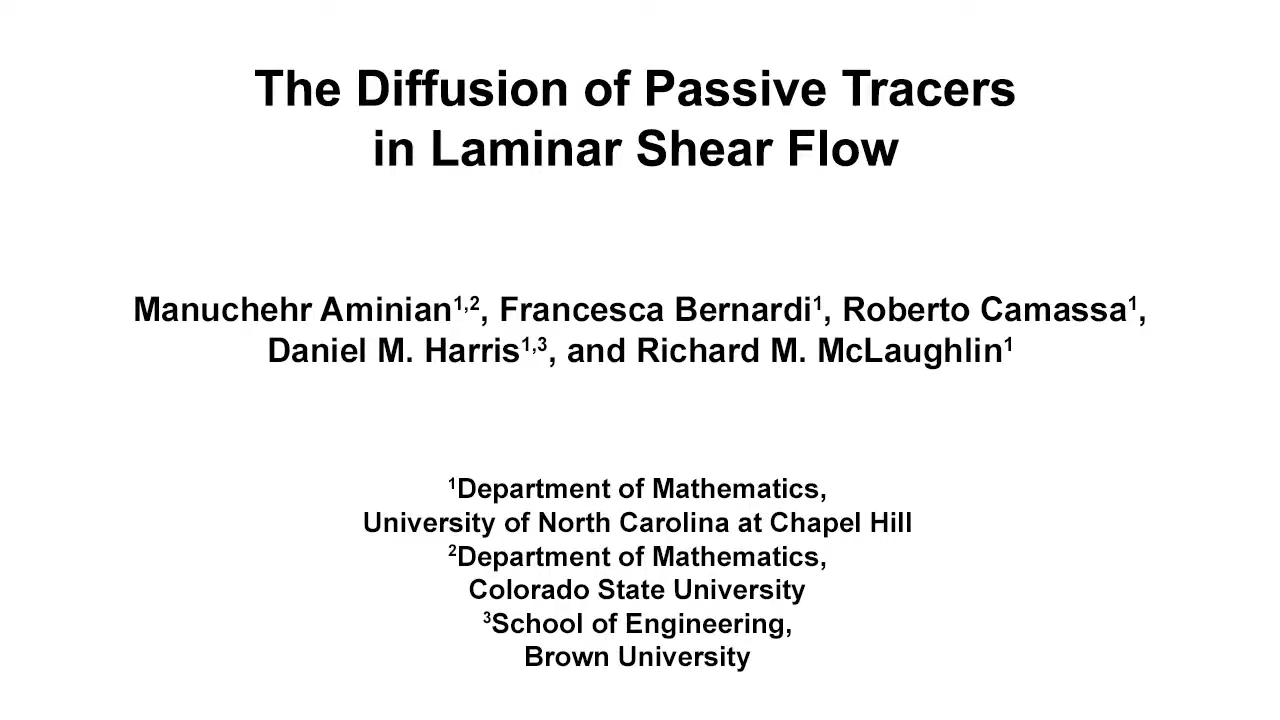 The Diffusion of Passive Tracers
in Laminar Shear Flow
Manuchehr Aminian¹,², Francesca Bernardi¹, Roberto Camassa¹,
Daniel M. Harris¹,³, and Richard M. McLaughlin¹
¹Department of Mathematics,
University of North Carolina at Chapel Hill
²Department of Mathematics,
Colorado State University
³School of Engineering,
Brown University